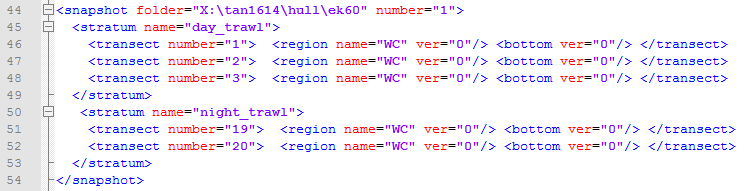 44 <snapshot folder="X:\tan1614\hull\ek60" number="1">
45 <stratum name="day_trawl">
46 <transect number="1"> <region name="WC" ver="0"/> <bottom ver="0"/> </transect>
47 <transect number="2"> <region name="WC" ver="0"/> <bottom ver="0"/> </transect>
48 <transect number="3"> <region name="WC" ver="0"/> <bottom ver="0"/> </transect>
49 </stratum>
50 <stratum name="night_trawl">
51 <transect number="19"> <region name="WC" ver="0"/> <bottom ver="0"/> </transect>
52 <transect number="20"> <region name="WC" ver="0"/> <bottom ver="0"/> </transect>
53 </stratum>
54 </snapshot>